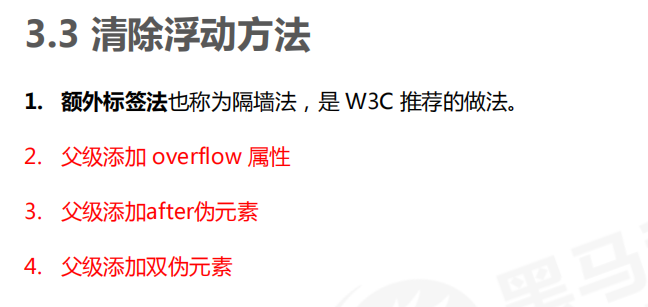 3.3 清除浮动方法
1. 额外标签法也称为隔墙法，是 W3C 推荐的做法。
2. 父级添加 overflow 属性
3. 父级添加after伪元素
4. 父级添加双伪元素
黑马